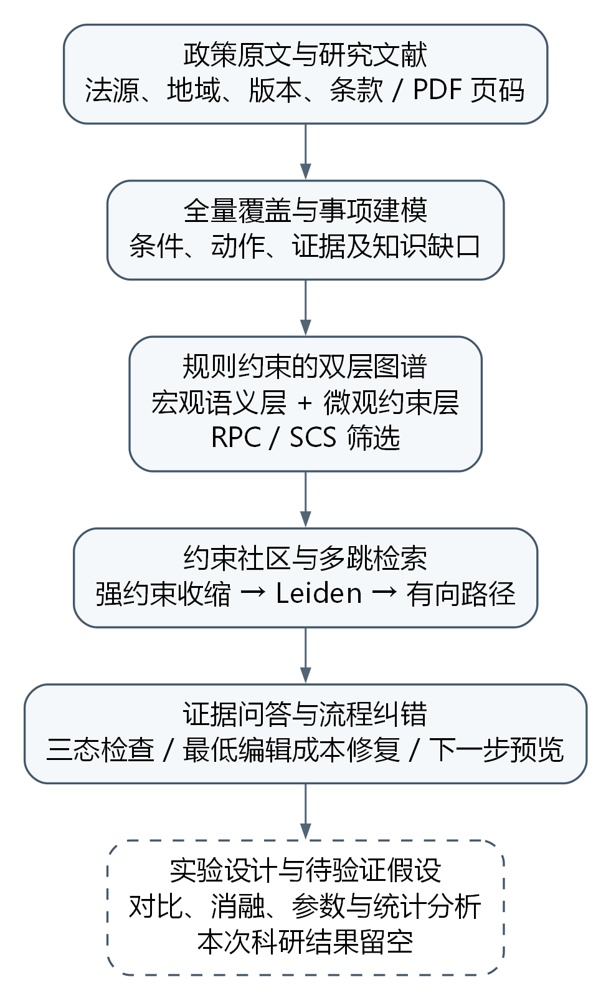 政策原文与研究文献
法源、地域、版本、条款 / PDF 页码
全量覆盖与事项建模
条件、动作、证据及知识缺口
规则约束的双层图谱
宏观语义层 + 微观约束层
RPC / SCS 筛选
约束社区与多跳检索
强约束收缩 → Leiden → 有向路径
证据问答与流程纠错
三态检查 / 最低编辑成本修复 / 下一步预览
实验设计与待验证假设
对比、消融、参数与统计分析
本次科研结果留空